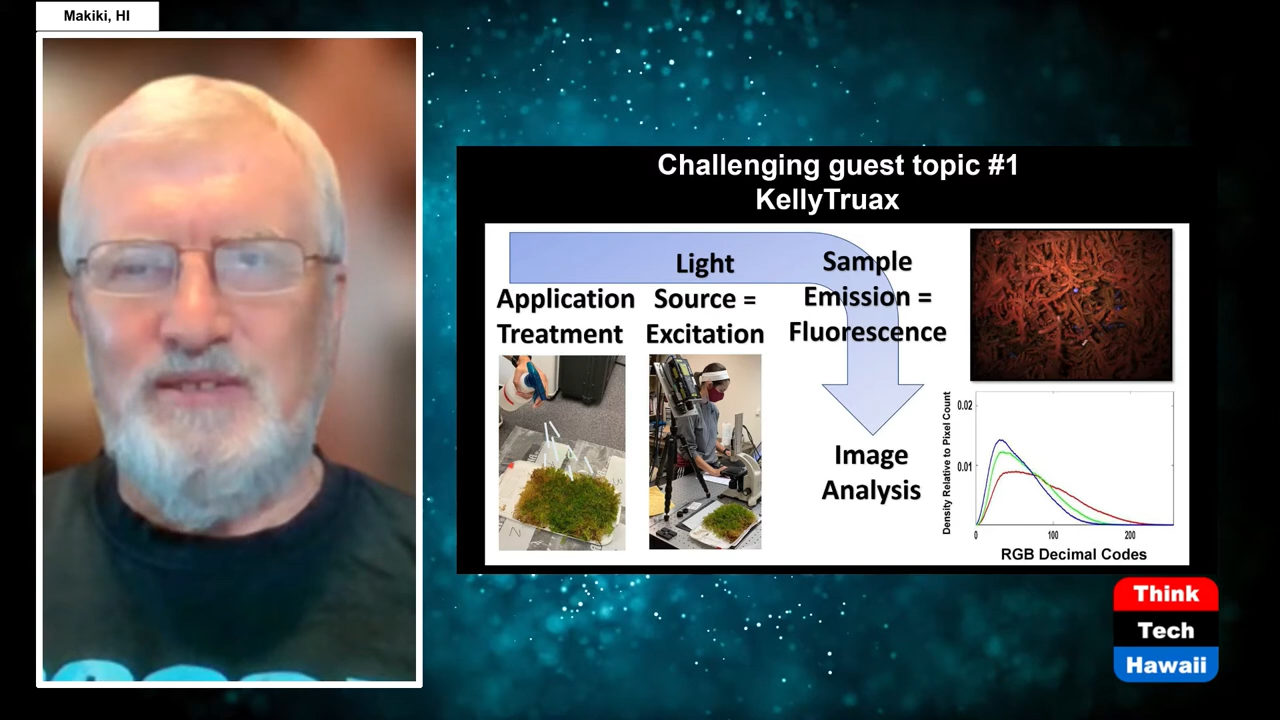 Makiki, HI
Challenging guest topic #1
KellyTruax
Application
Treatment
Light
Source =
Excitation
Sample
Emission =
Fluorescence
Image
Analysis
Density Relative to Pixel Count
0.02
0.01
0
100
200
RGB Decimal Codes
Think
Tech
Hawaii